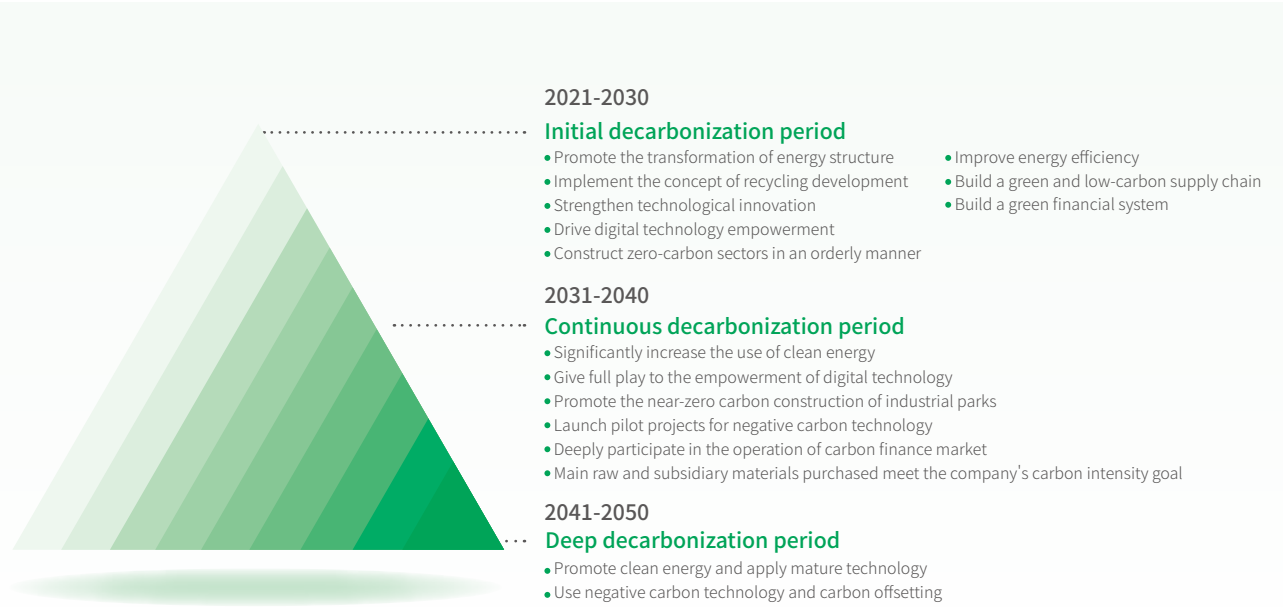 2021-2030
Initial decarbonization period
Promote the transformation of energy structure
Implement the concept of recycling development
Strengthen technological innovation
Drive digital technology empowerment
Construct zero-carbon sectors in an orderly manner
Improve energy efficiency
Build a green and low-carbon supply chain
Build a green financial system
2031-2040
Continuous decarbonization period
Significantly increase the use of clean energy
Give full play to the empowerment of digital technology
Promote the near-zero carbon construction of industrial parks
Launch pilot projects for negative carbon technology
Deeply participate in the operation of carbon finance market
Main raw and subsidiary materials purchased meet the company's carbon intensity goal
2041-2050
Deep decarbonization period
Promote clean energy and apply mature technology
Use negative carbon technology and carbon offsetting